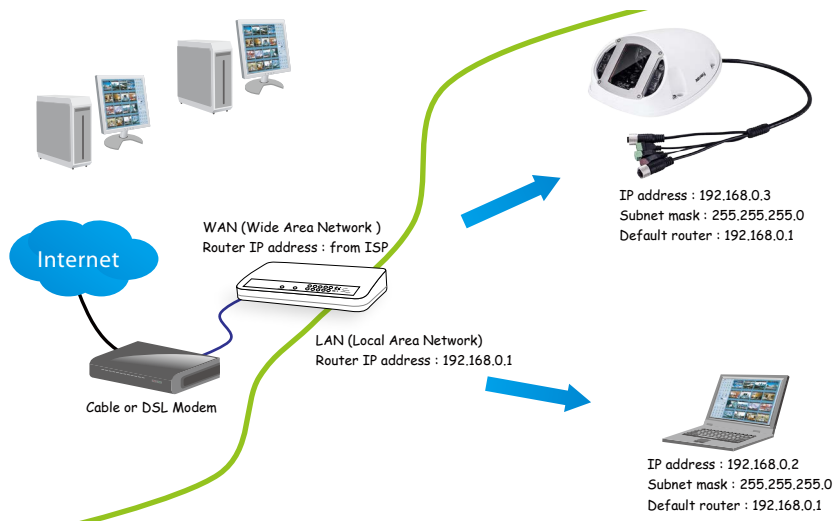 WAN (Wide Area Network )
Router IP address : from ISP
Internet
Cable or DSL Modem
LAN (Local Area Network)
Router IP address : 192.168.0.1
IP address : 192.168.0.3
Subnet mask : 255.255.255.0
Default router : 192.168.0.1
IP address : 192.168.0.2
Subnet mask : 255.255.255.0
Default router : 192.168.0.1